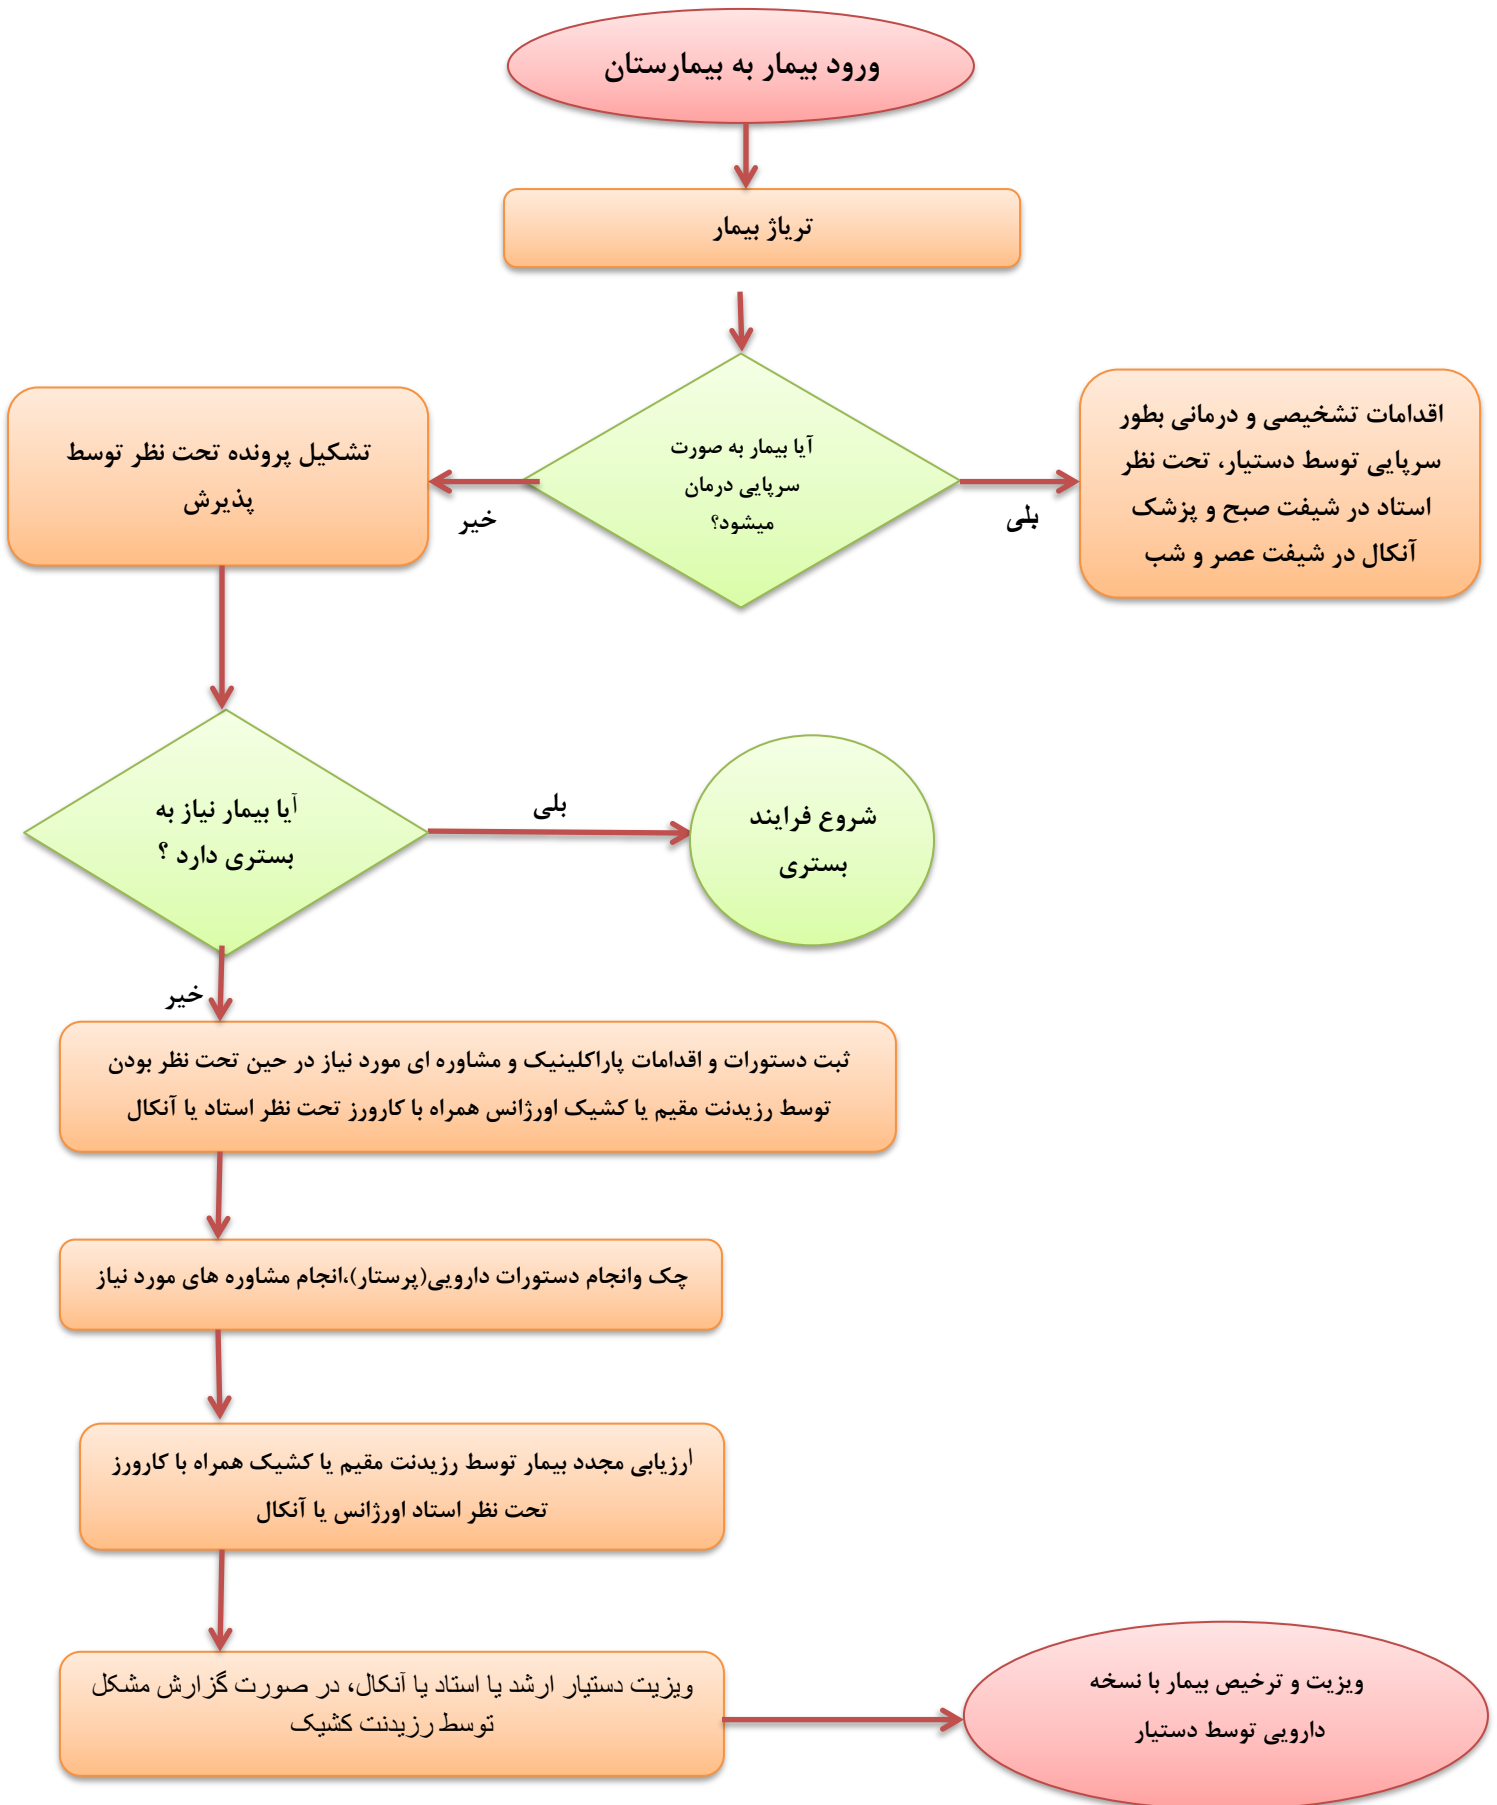 ورود بیمار به بیمارستان
تریاژ بیمار
آیا بیمار به صورت
سرپایی درمان
میشود؟
بلی
اقدامات تشخیصی و درمانی بطور
سرپایی توسط دستیار، تحت نظر
استاد در شیفت صبح و پزشک
آنکال در شیفت عصر و شب
خیر
تشکیل پرونده تحت نظر توسط
پذیرش
آیا بیمار نیاز به
بستری دارد ؟
بلی
شروع فرایند
بستری
خیر
ثبت دستورات و اقدامات پاراکلینیک و مشاوره ای مورد نیاز در حین تحت نظر بودن
توسط رزیدنت مقیم یا کشیک اورژانس همراه با کارورز تحت نظر استاد یا آنکال
چک وانجام دستورات دارویی(پرستار)،انجام مشاوره های مورد نیاز
ارزیابی مجدد بیمار توسط رزیدنت مقیم یا کشیک همراه با کارورز
تحت نظر استاد اورژانس یا آنکال
ویزیت دستیار ارشد یا استاد یا آنکال، در صورت گزارش مشکل
توسط رزیدنت کشیک
ویزیت و ترخیص بیمار با نسخه
دارویی توسط دستیار